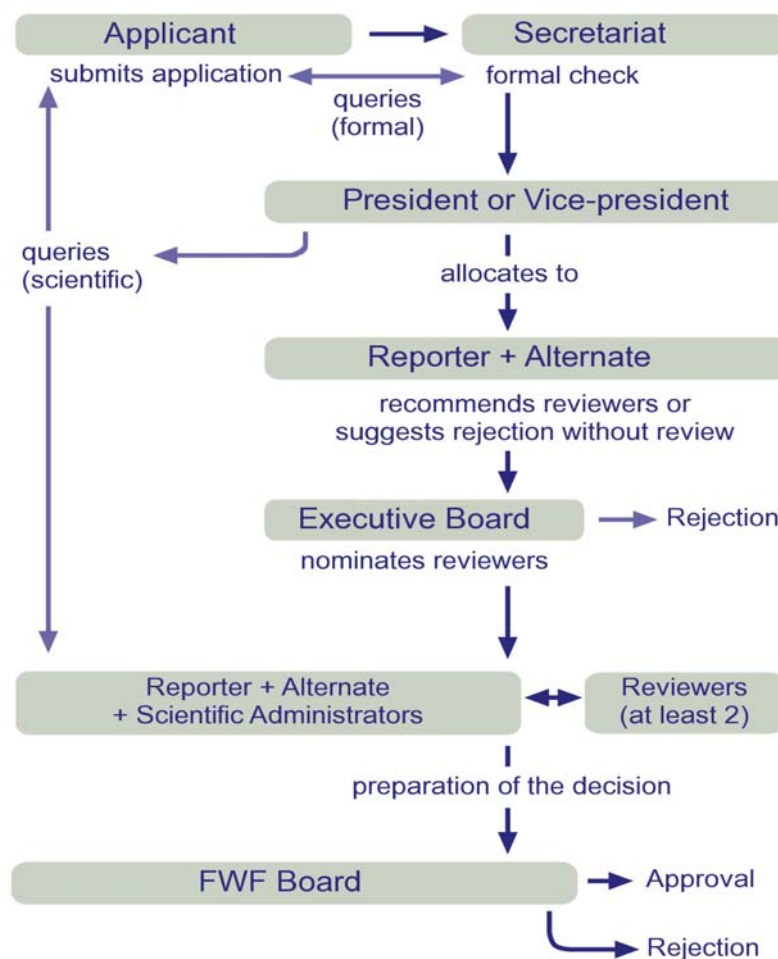 Applicant
Secretariat
submits application
formal check
queries
(formal)
President or Vice-president
queries
(scientific)
allocates to
Reporter + Alternate
recommends reviewers or
suggests rejection without review
Executive Board
Rejection
nominates reviewers
Reporter + Alternate
+ Scientific Administrators
Reviewers
(at least 2)
preparation of the decision
FWF Board
Approval
Rejection